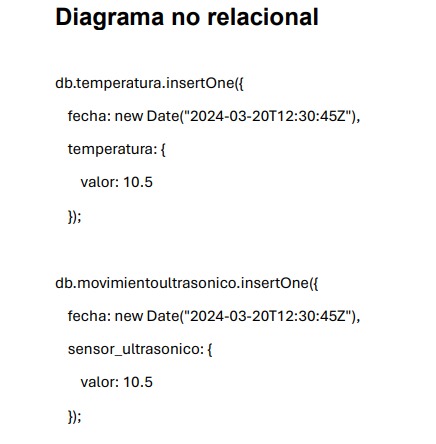 Diagrama no relacional
db.temperatura.insertOne({
fecha: new Date("2024-03-20T12:30:45Z"),
temperatura: {
valor: 10.5
});
db.movimientoultrasonico.insertOne({
fecha: new Date("2024-03-20T12:30:45Z"),
sensor_ultrasonico: {
valor: 10.5
});